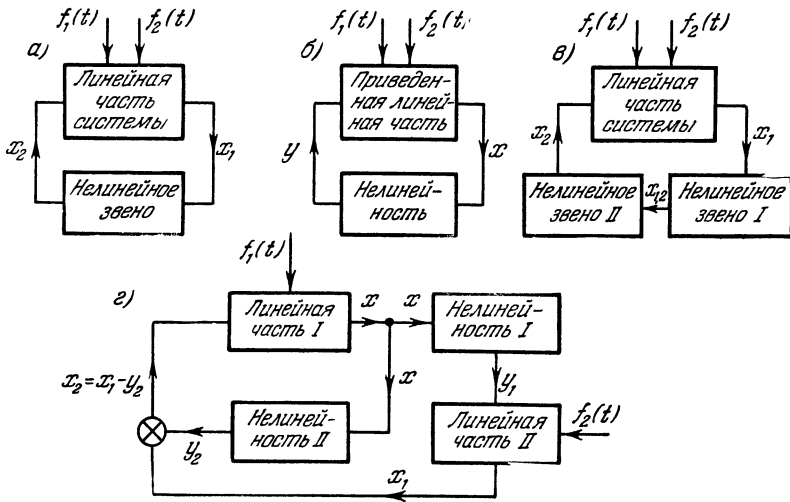 а)
f₁(t) f₂(t)
Линейная
часть
системы
x₂
x₁
Нелинейное
звено
б)
f₁(t) f₂(t)
Приведен-
ная линей-
ная часть
y
x
Нелиней-
ность
в)
f₁(t) f₂(t)
Линейная
часть
системы
x₂
x₁
Нелинейное
звено II
x₁,₂
Нелинейное
звено I
г)
f₁(t)
Линейная
часть I
x
x
Нелиней-
ность I
x₂=x₁-y₂
x
y₁
Нелиней-
ность II
y₂
Линейная
часть II
f₂(t)
x₁